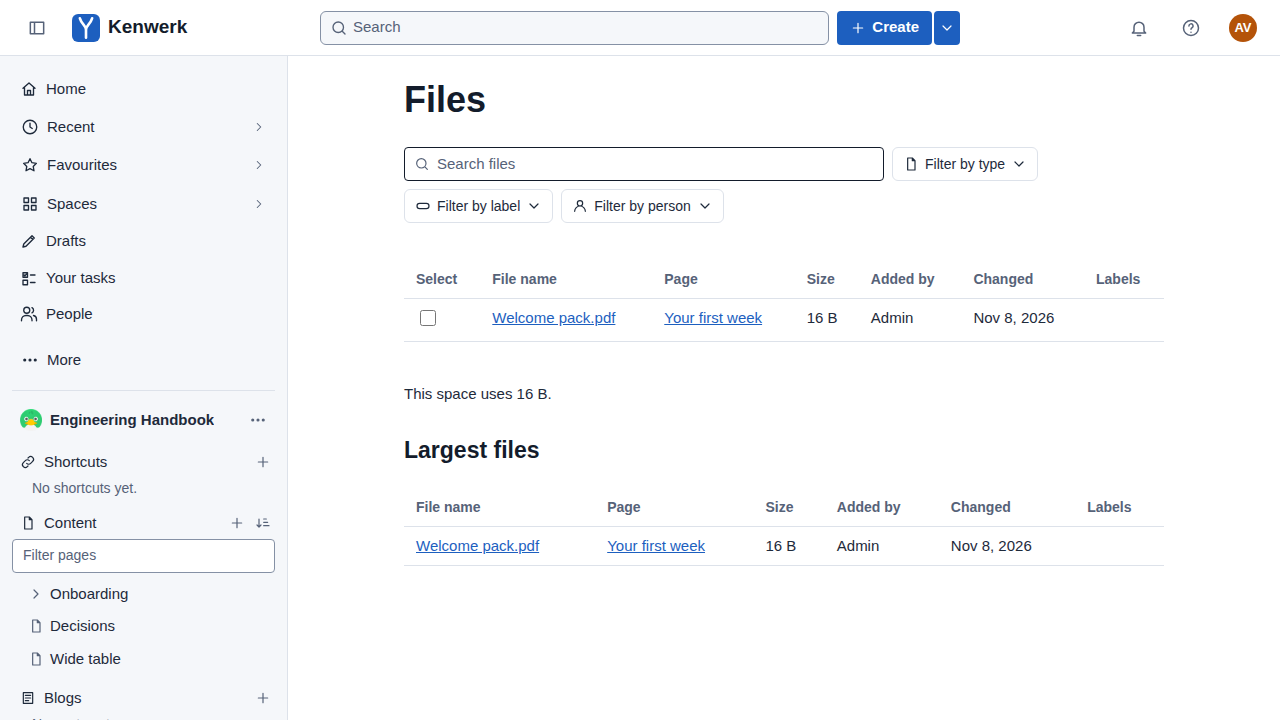 Kenwerk
Search
Create
AV
Home
Recent
Favourites
Spaces
Drafts
Your tasks
People
More
Engineering Handbook
Shortcuts
No shortcuts yet.
Content
Filter pages
Onboarding
Decisions
Wide table
Blogs
Files
Search files
Filter by type
Filter by label
Filter by person
Select File name Page Size Added by Changed Labels
Welcome pack.pdf Your first week 16 B Admin Nov 8, 2026
This space uses 16 B.
Largest files
File name Page Size Added by Changed Labels
Welcome pack.pdf Your first week 16 B Admin Nov 8, 2026